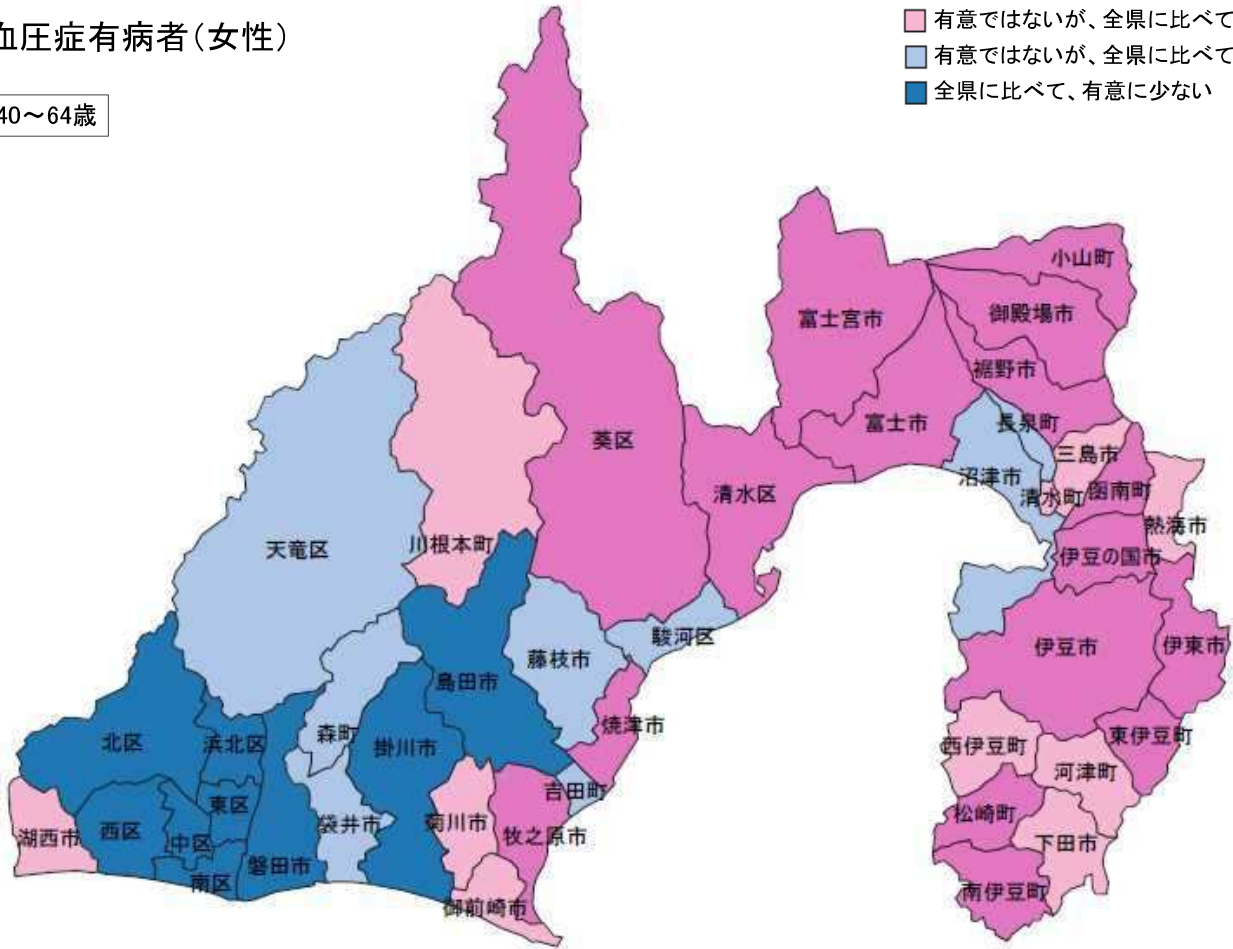 血圧症有病者(女性)
40～64歳
有意ではないが、全県に比べて
有意ではないが、全県に比べて
全県に比べて、有意に少ない
小山町
御殿場市
富士宮市
裾野市
富士市
長泉町
葵区
三島市
沼津市
清水区
函南町
清水町
熱海市
天竜区
川根本町
伊豆の国市
駿河区
伊豆市
伊東市
藤枝市
島田市
焼津市
森町
北区
浜北区
掛川市
西伊豆町
東伊豆町
河津町
吉田町
東区
松崎町
湖西市
西区
中区
袋井市
菊川市
牧之原市
下田市
磐田市
南区
南伊豆町
御前崎市